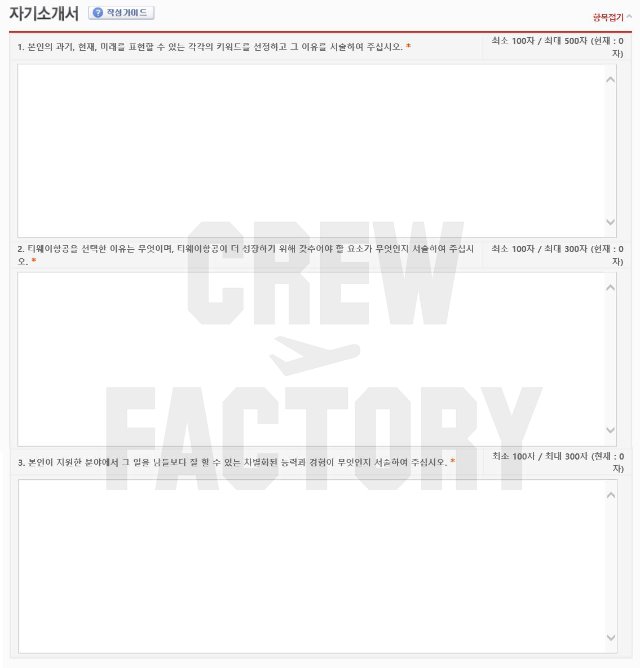 자기소개서
? 작성가이드
항목접기
1. 본인의 과거, 현재, 미래를 표현할 수 있는 각각의 키워드를 선정하고 그 이유를 서술하여 주십시오. *
최소 100자 / 최대 500자 (현재 : 0
자)
2. 티웨이항공을 선택한 이유는 무엇이며, 티웨이항공이 더 성장하기 위해 갖추어야 할 요소가 무엇인지 서술하여 주십시
오. *
최소 100자 / 최대 300자 (현재 : 0
자)
CREW
FACTORY
3. 본인이 지원한 분야에서 그 일을 남들보다 잘 할 수 있는 차별화된 능력과 경험이 무엇인지 서술하여 주십시오. *
최소 100자 / 최대 300자 (현재 : 0
자)